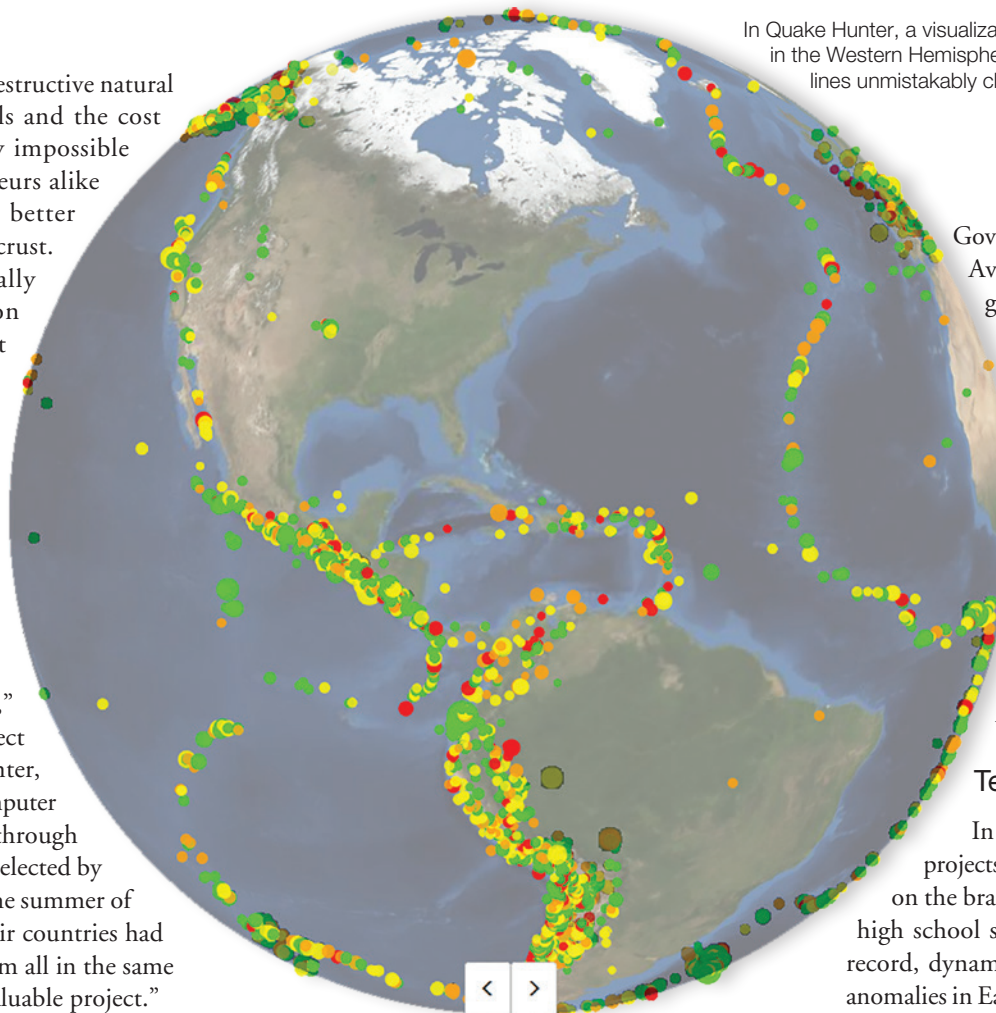 estructive natural
ls and the cost
y impossible
eurs alike
better
crust.
ally
on
t
”
ect
nter,
puter
through
elected by
ne summer of
ir countries had
m all in the same
luable project.”
In Quake Hunter, a visualiza
in the Western Hemisphe
lines unmistakably cl
Gov
Av
g
Te
In
projects
on the bra
high school s
record, dynam
anomalies in Ea
< >